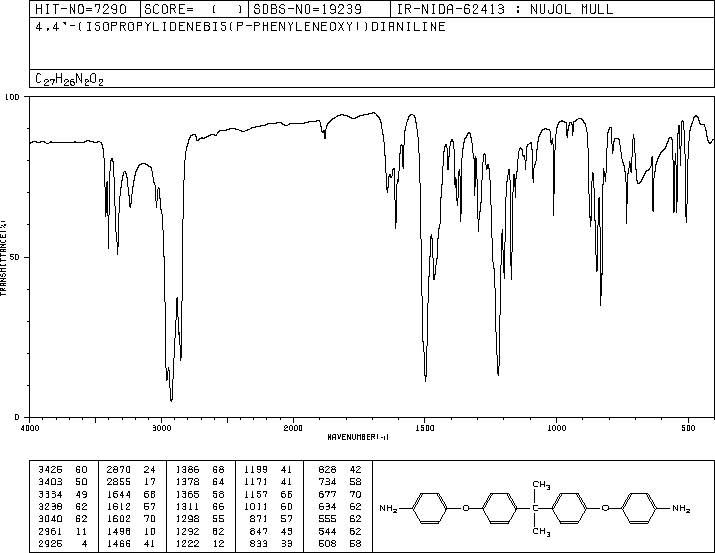 HIT-NO=7290 SCORE= ( ) SDBS-NO=19239 IR-NIDA-62413 : NUJOL MULL
4,4'-(ISOPROPYLIDENEBIS(P-PHENYLENEOXY))DIANILINE
C27H26N2O2
100
50
0
TRANSMITTANCE(%)
4000 3000 2000 1500 1000 500
WAVENUMBER(-1)
3425 60 2870 24 1386 68 1199 41 828 42
3403 50 2855 17 1378 64 1171 41 734 58
3334 49 1644 68 1365 58 1157 66 677 70
3238 62 1612 57 1311 66 1011 60 634 62
3040 62 1602 70 1298 55 871 57 555 62
2961 11 1498 10 1292 62 847 49 544 62
2925 4 1466 41 1222 12 833 39 508 58
CH3
NH2 O C O NH2
CH3